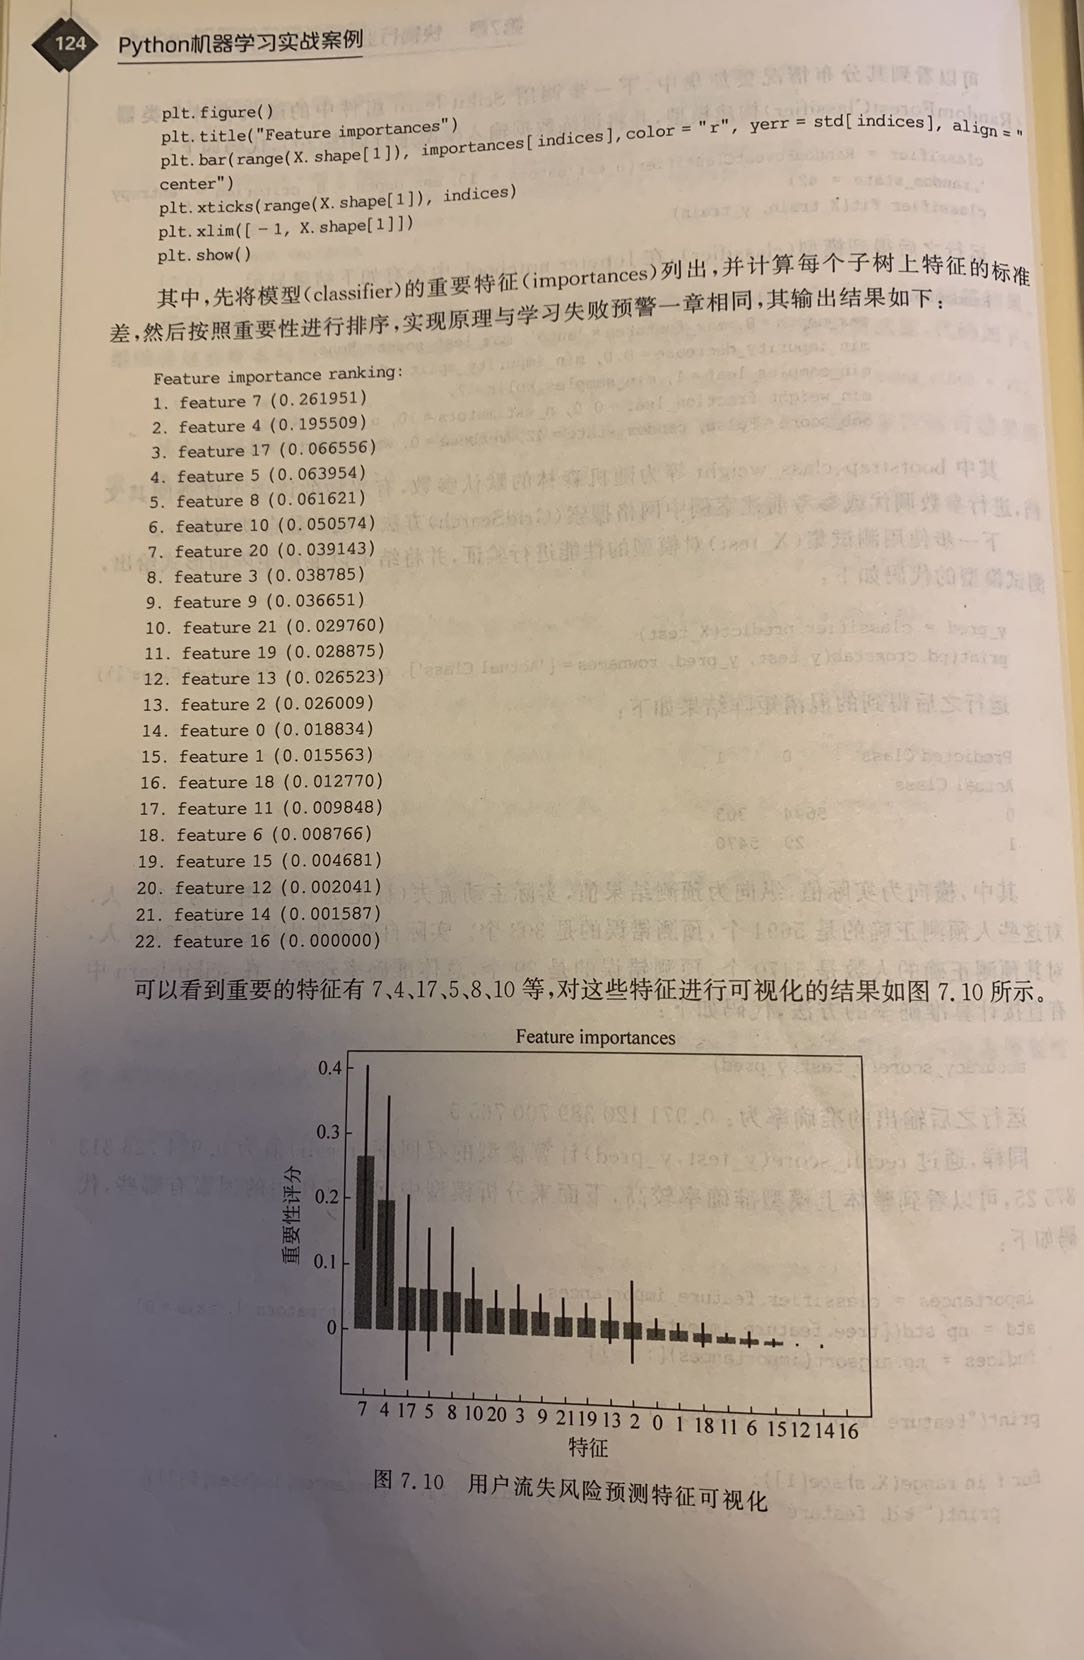 124
Python机器学习实战案例
plt.figure()
plt.title("Feature importances")
plt.bar(range(X.shape[1]), importances[indices],color = "r", yerr = std[indices], align = "
center")
plt.xticks(range(X.shape[1]), indices)
plt.xlim([ -1, X.shape[1]])
plt.show()
其中,先将模型(classifier)的重要特征(importances)列出,并计算每个子树上特征的标准
差,然后按照重要性进行排序,实现原理与学习失败预警一章相同,其输出结果如下:
Feature importance ranking:
1. feature 7 (0.261951)
2. feature 4 (0.195509)
3. feature 17 (0.066556)
4. feature 5 (0.063954)
5. feature 8 (0.061621)
6. feature 10 (0.050574)
7. feature 20 (0.039143)
8. feature 3 (0.038785)
9. feature 9 (0.036651)
10. feature 21 (0.029760)
11. feature 19 (0.028875)
12. feature 13 (0.026523)
13. feature 2 (0.026009)
14. feature 0 (0.018834)
15. feature 1 (0.015563)
16. feature 18 (0.012770)
17. feature 11 (0.009848)
18. feature 6 (0.008766)
19. feature 15 (0.004681)
20. feature 12 (0.002041)
21. feature 14 (0.001587)
22. feature 16 (0.000000)
可以看到重要的特征有 7、4、17、5、8、10 等,对这些特征进行可视化的结果如图 7.10 所示。
Feature importances
0.4
0.3
0.2
0.1
0
重要性评分
7 4 17 5 8 10 20 3 9 21 19 13 2 0 1 18 11 6 15 12 14 16
特征
图 7.10 用户流失风险预测特征可视化